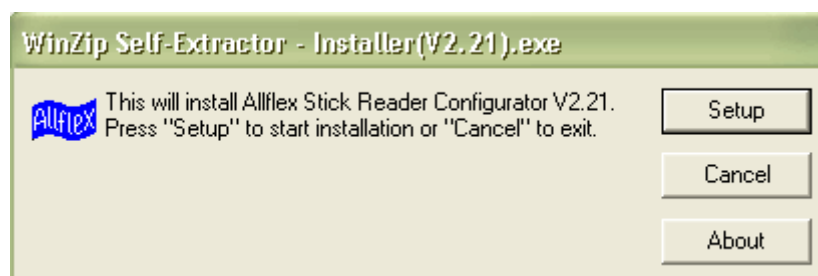 WinZip Self-Extractor - Installer(V2.21).exe
Allflex
This will install Allflex Stick Reader Configurator V2.21.
Press "Setup" to start installation or "Cancel" to exit.
Setup
Cancel
About